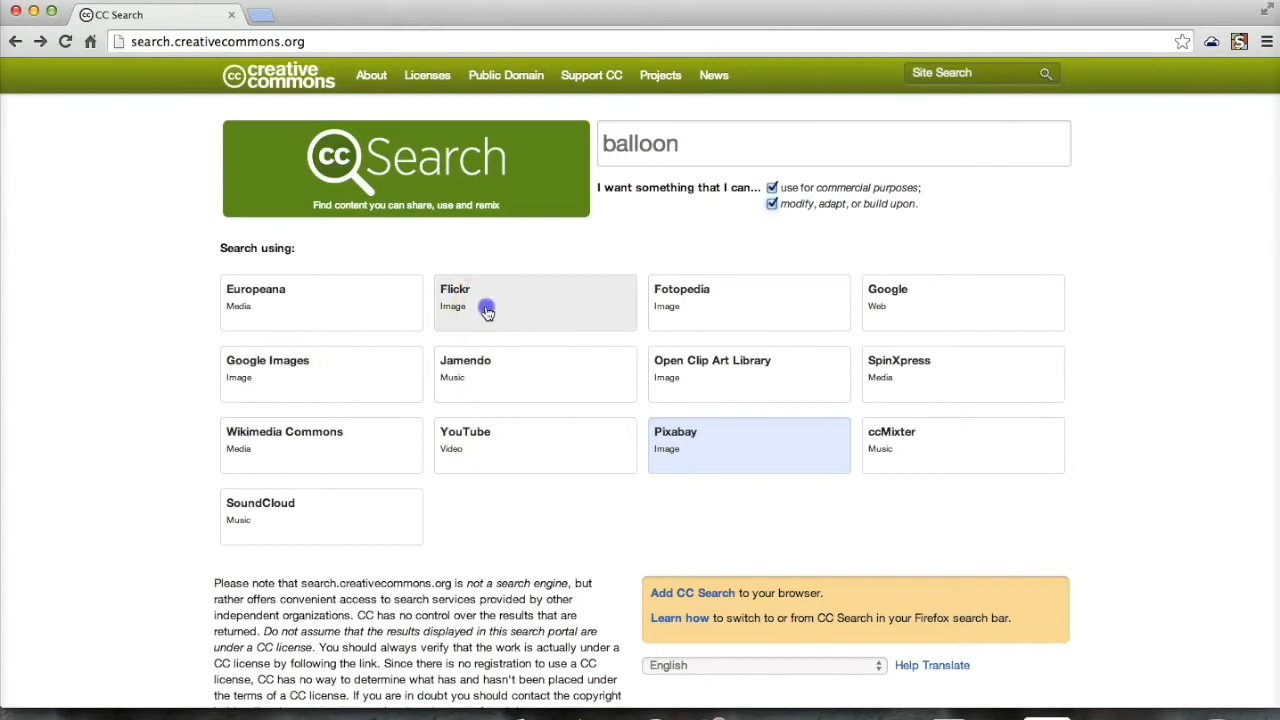 CC Search
search.creativecommons.org
cc creative commons
About Licenses Public Domain Support CC Projects News
Site Search
cc Search
Find content you can share, use and remix
balloon
I want something that I can... use for commercial purposes;
modify, adapt, or build upon.
Search using:
Europeana
Media
Flickr
Image
Fotopedia
Image
Google
Web
Google Images
Image
Jamendo
Music
Open Clip Art Library
Image
SpinXpress
Media
Wikimedia Commons
Media
YouTube
Video
Pixabay
Image
ccMixter
Music
SoundCloud
Music
Please note that search.creativecommons.org is not a search engine, but
rather offers convenient access to search services provided by other
independent organizations. CC has no control over the results that are
returned. Do not assume that the results displayed in this search portal are
under a CC license. You should always verify that the work is actually under a
CC license by following the link. Since there is no registration to use a CC
license, CC has no way to determine what has and hasn't been placed under
the terms of a CC license. If you are in doubt you should contact the copyright
Add CC Search to your browser.
Learn how to switch to or from CC Search in your Firefox search bar.
English
Help Translate